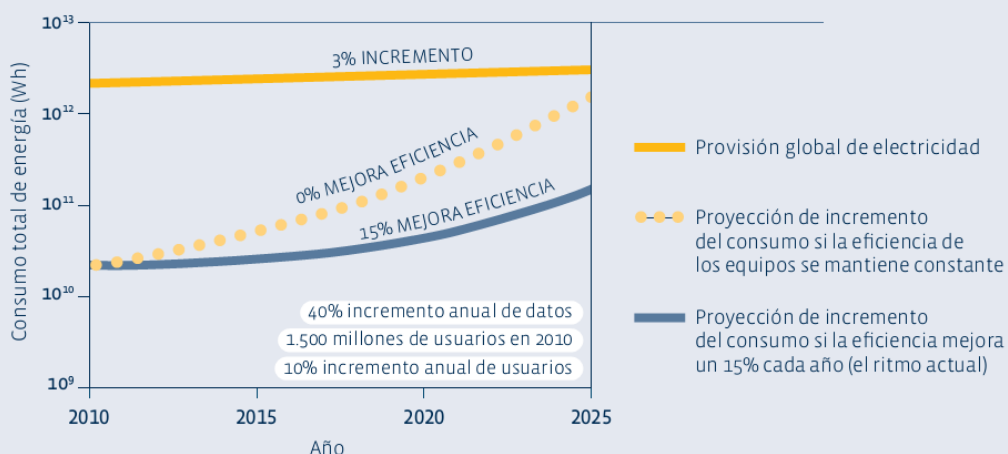 10¹³
10¹²
10¹¹
10¹⁰
10⁹
Consumo total de energía (Wh)
3% INCREMENTO
0% MEJORA EFICIENCIA
15% MEJORA EFICIENCIA
40% incremento anual de datos
1.500 millones de usuarios en 2010
10% incremento anual de usuarios
2010
2015
2020
2025
Año
Provisión global de electricidad
Proyección de incremento
del consumo si la eficiencia de
los equipos se mantiene constante
Proyección de incremento
del consumo si la eficiencia mejora
un 15% cada año (el ritmo actual)